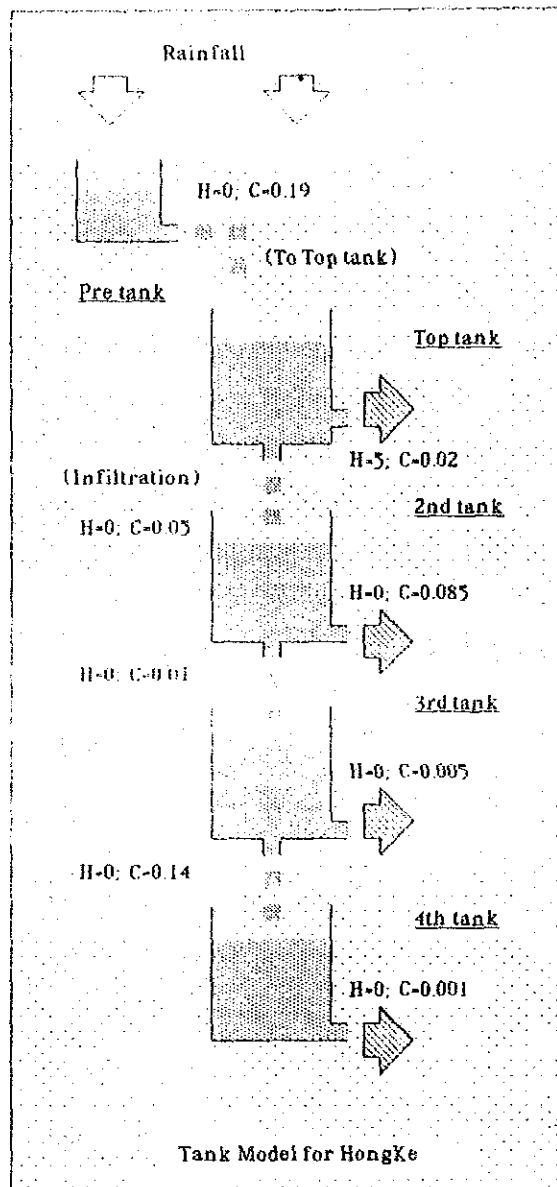 Rainfall
H=0; C=0.19
(To Top tank)
Pre tank
Top tank
H=5; C=0.02
(Infiltration)
2nd tank
H=0; C=0.05
H=0; C=0.085
H=0; C=0.01
3rd tank
H=0; C=0.005
H=0; C=0.14
4th tank
H=0; C=0.001
Tank Model for HongKe